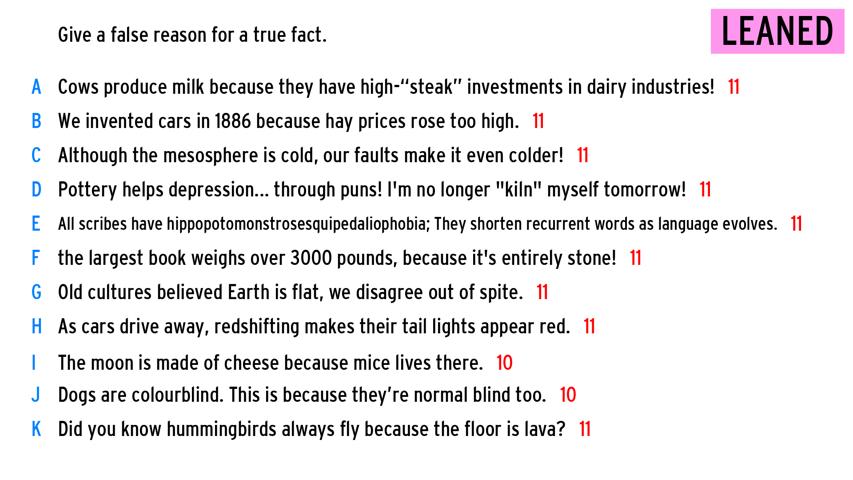 Give a false reason for a true fact.
LEANED
A Cows produce milk because they have high-“steak” investments in dairy industries! 11
B We invented cars in 1886 because hay prices rose too high. 11
C Although the mesosphere is cold, our faults make it even colder! 11
D Pottery helps depression... through puns! I'm no longer "kiln" myself tomorrow! 11
E All scribes have hippopotomonstrosesquipedaliophobia; They shorten recurrent words as language evolves. 11
F the largest book weighs over 3000 pounds, because it's entirely stone! 11
G Old cultures believed Earth is flat, we disagree out of spite. 11
H As cars drive away, redshifting makes their tail lights appear red. 11
I The moon is made of cheese because mice lives there. 10
J Dogs are colourblind. This is because they’re normal blind too. 10
K Did you know hummingbirds always fly because the floor is lava? 11